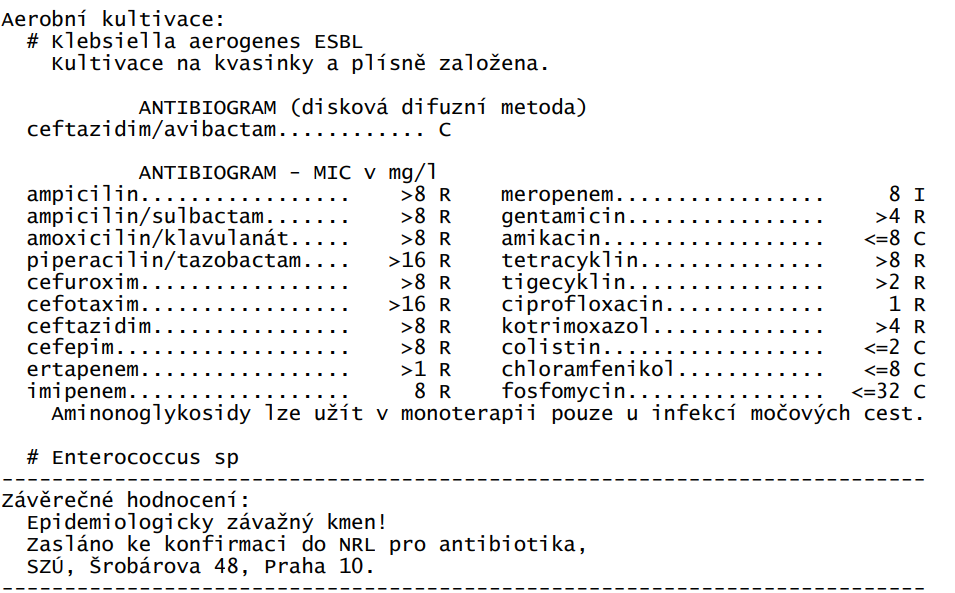 Aerobní kultivace:
# Klebsiella aerogenes ESBL
Kultivace na kvasinky a plísně založena.
ANTIBIOGRAM (disková difuzní metoda)
ceftazidim/avibactam............ C
ANTIBIOGRAM - MIC v mg/l
ampicilin................. >8 R meropenem................. 8 I
ampicilin/sulbactam....... >8 R gentamicin................ >4 R
amoxicilin/klavulanát..... >8 R amikacin.................. <=8 C
piperacilin/tazobactam.... >16 R tetracyklin............... >8 R
cefuroxim................. >8 R tigecyklin................ >2 R
cefotaxim................. >16 R ciprofloxacin............. 1 R
ceftazidim................ >8 R kotrimoxazol.............. >4 R
cefepim................... >8 R colistin.................. <=2 C
ertapenem................. >1 R chloramfenikol............ <=8 C
imipenem.................. 8 R fosfomycin................ <=32 C
Aminonoglykosidy lze užít v monoterapii pouze u infekcí močových cest.
# Enterococcus sp
--------------------------------------------------------------------------
Závěrečné hodnocení:
Epidemiologicky závažný kmen!
Zasláno ke konfirmaci do NRL pro antibiotika,
SZÚ, Šrobárova 48, Praha 10.
--------------------------------------------------------------------------